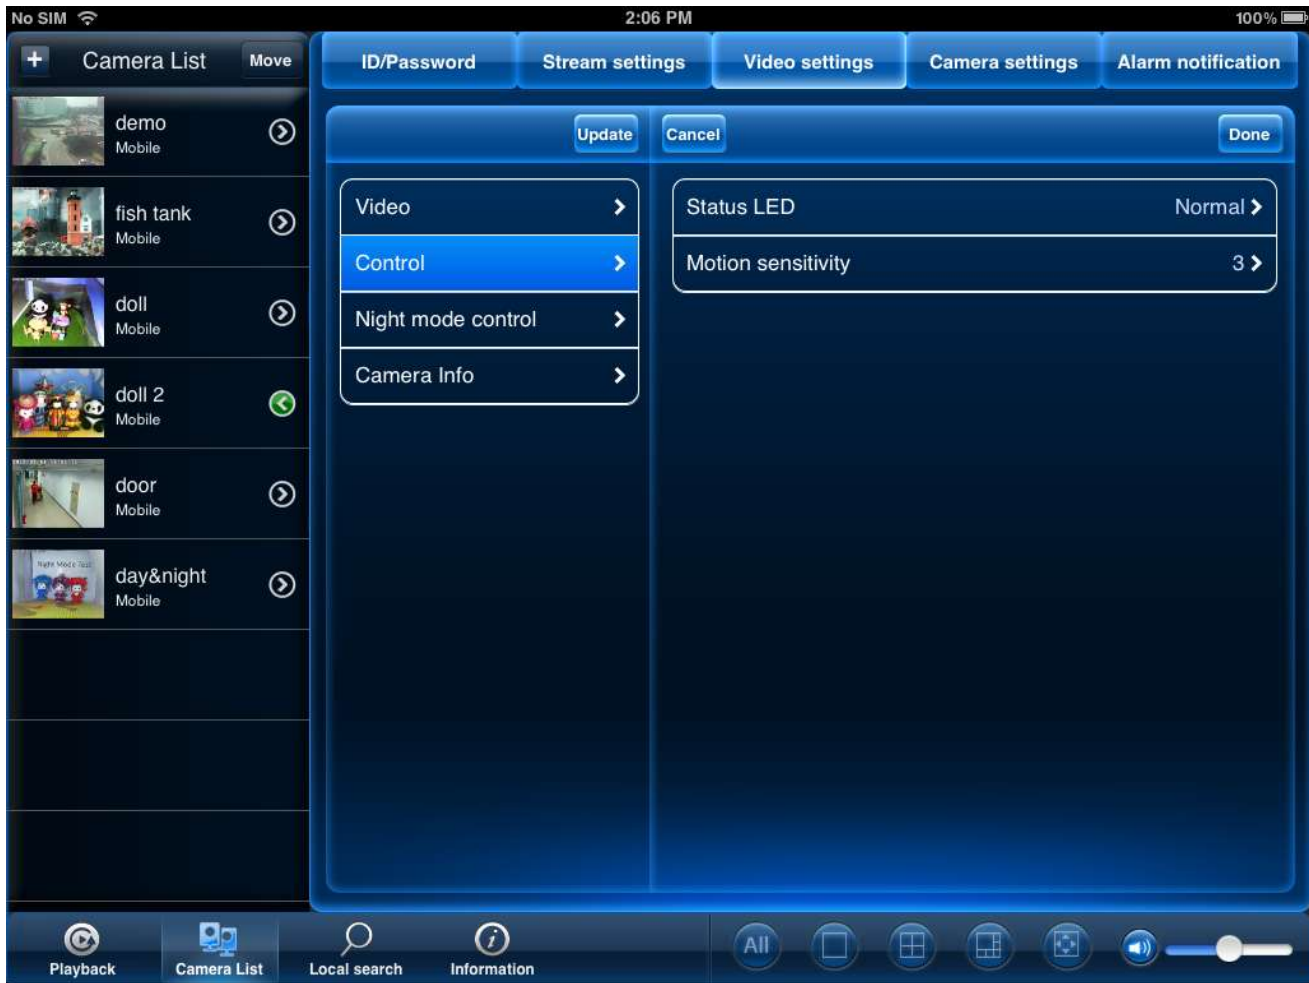 No SIM
2:06 PM
100%
+
Camera List
Move
ID/Password
Stream settings
Video settings
Camera settings
Alarm notification
demo
Mobile
fish tank
Mobile
doll
Mobile
doll 2
Mobile
door
Mobile
Night Mode Test
day&night
Mobile
Update
Cancel
Done
Video
Control
Night mode control
Camera Info
Status LED
Normal
Motion sensitivity
3
Playback
Camera List
Local search
Information
All